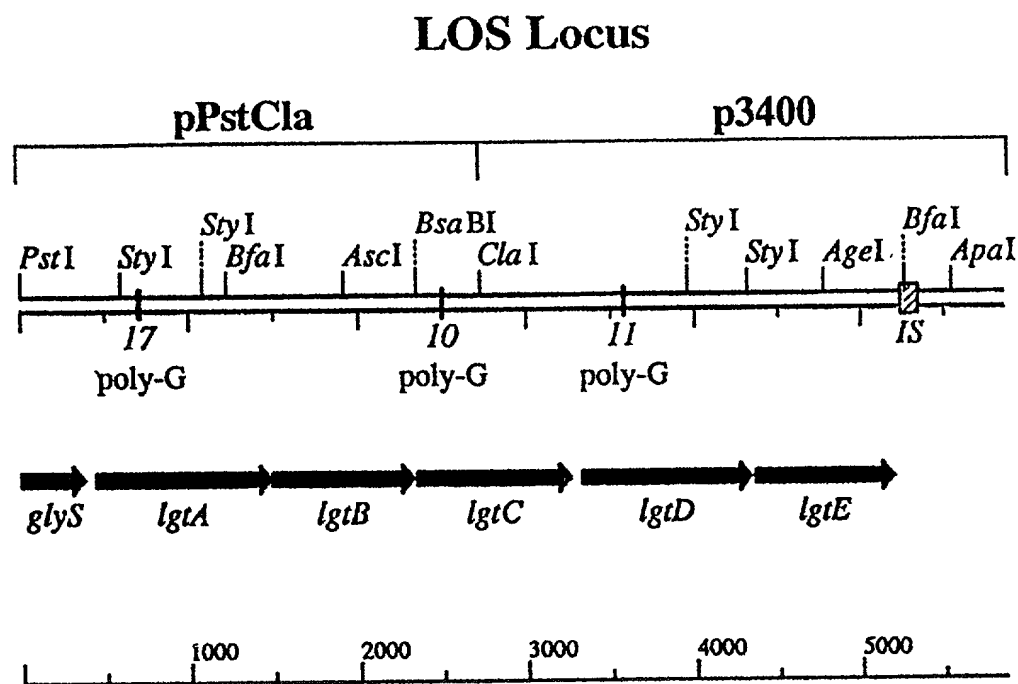 LOS Locus
pPstCla p3400
StyI BsaBI StyI BfaI
PstI StyI BfaI AscI ClaI StyI AgeI ApaI
17 10 11 IS
poly-G poly-G poly-G
glyS lgtA lgtB lgtC lgtD lgtE
1000 2000 3000 4000 5000